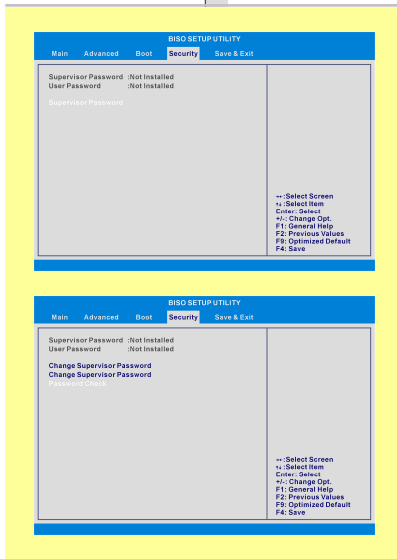 BISO SETUP UTILITY
Main Advanced Boot Security Save & Exit
Supervisor Password :Not Installed
User Password :Not Installed
Supervisor Password
↔:Select Screen
↑↓:Select Item
Enter: Select
+/-: Change Opt.
F1: General Help
F2: Previous Values
F9: Optimized Default
F4: Save
BISO SETUP UTILITY
Main Advanced Boot Security Save & Exit
Supervisor Password :Not Installed
User Password :Not Installed
Change Supervisor Password
Change Supervisor Password
Password Check
↔:Select Screen
↑↓:Select Item
Enter: Select
+/-: Change Opt.
F1: General Help
F2: Previous Values
F9: Optimized Default
F4: Save